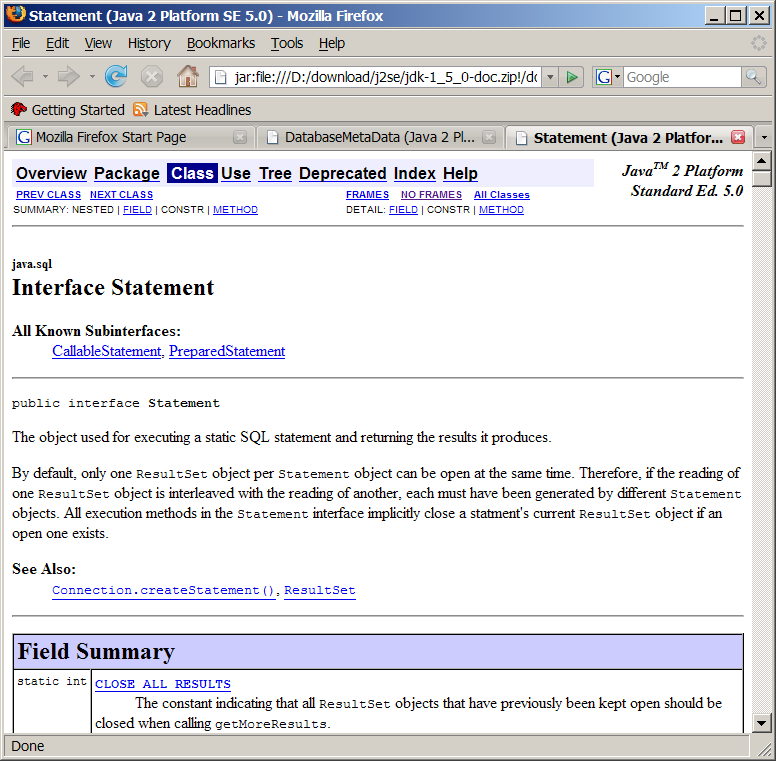 Statement (Java 2 Platform SE 5.0) - Mozilla Firefox
File Edit View History Bookmarks Tools Help
jar:file:///D:/download/j2se/jdk-1_5_0-doc.zip!/do
G Google
Getting Started Latest Headlines
G Mozilla Firefox Start Page DatabaseMetaData (Java 2 Pl... Statement (Java 2 Platfor...
Overview Package Class Use Tree Deprecated Index Help
Java™ 2 Platform
Standard Ed. 5.0
PREV CLASS NEXT CLASS FRAMES NO FRAMES All Classes
SUMMARY: NESTED | FIELD | CONSTR | METHOD DETAIL: FIELD | CONSTR | METHOD
java.sql
Interface Statement
All Known Subinterfaces:
CallableStatement, PreparedStatement
public interface Statement
The object used for executing a static SQL statement and returning the results it produces.
By default, only one ResultSet object per Statement object can be open at the same time. Therefore, if the reading of
one ResultSet object is interleaved with the reading of another, each must have been generated by different Statement
objects. All execution methods in the Statement interface implicitly close a statment's current ResultSet object if an
open one exists.
See Also:
Connection.createStatement(), ResultSet
Field Summary
static int CLOSE_ALL_RESULTS
The constant indicating that all ResultSet objects that have previously been kept open should be
closed when calling getMoreResults.
Done